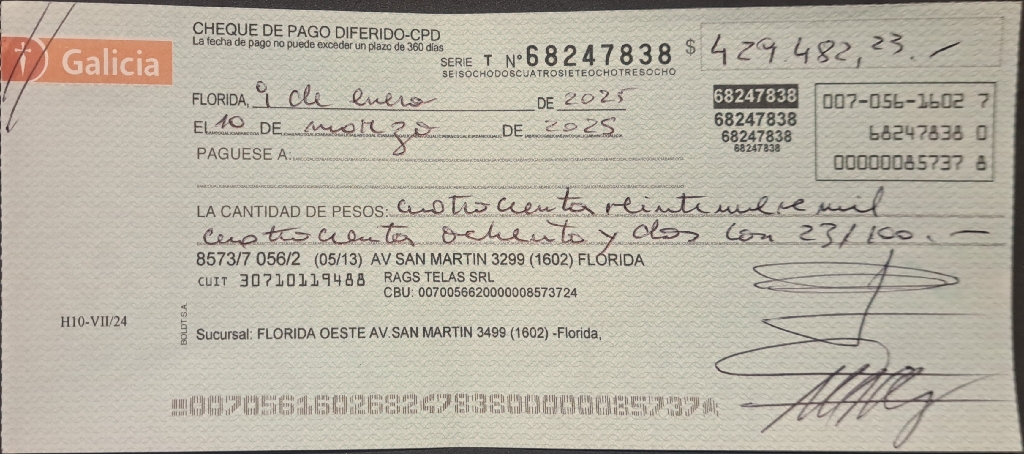 Galicia
CHEQUE DE PAGO DIFERIDO-CPD
La fecha de pago no puede exceder un plazo de 360 días
SERIE T N° 68247838
SEISOCHODOSCUATROSIETEOCHOTRESOCHO
$ 429.482,23.-
FLORIDA, 9 de enero DE 2025
EL 10 DE marzo DE 2025
PAGUESE A:
68247838
68247838
68247838
68247838
007-056-1602 7
68247838 0
00000085737 8
LA CANTIDAD DE PESOS: cuatrocientos veintinueve mil
cuatrocientos ochenta y dos con 23/100.-
8573/7 056/2 (05/13) AV SAN MARTIN 3299 (1602) FLORIDA
CUIT 30710119488 RAGS TELAS SRL
CBU: 0070056620000008573724
H10-VII/24
BOLDT S.A
Sucursal: FLORIDA OESTE AV.SAN MARTIN 3499 (1602) -Florida,
00705616026824783800000085737